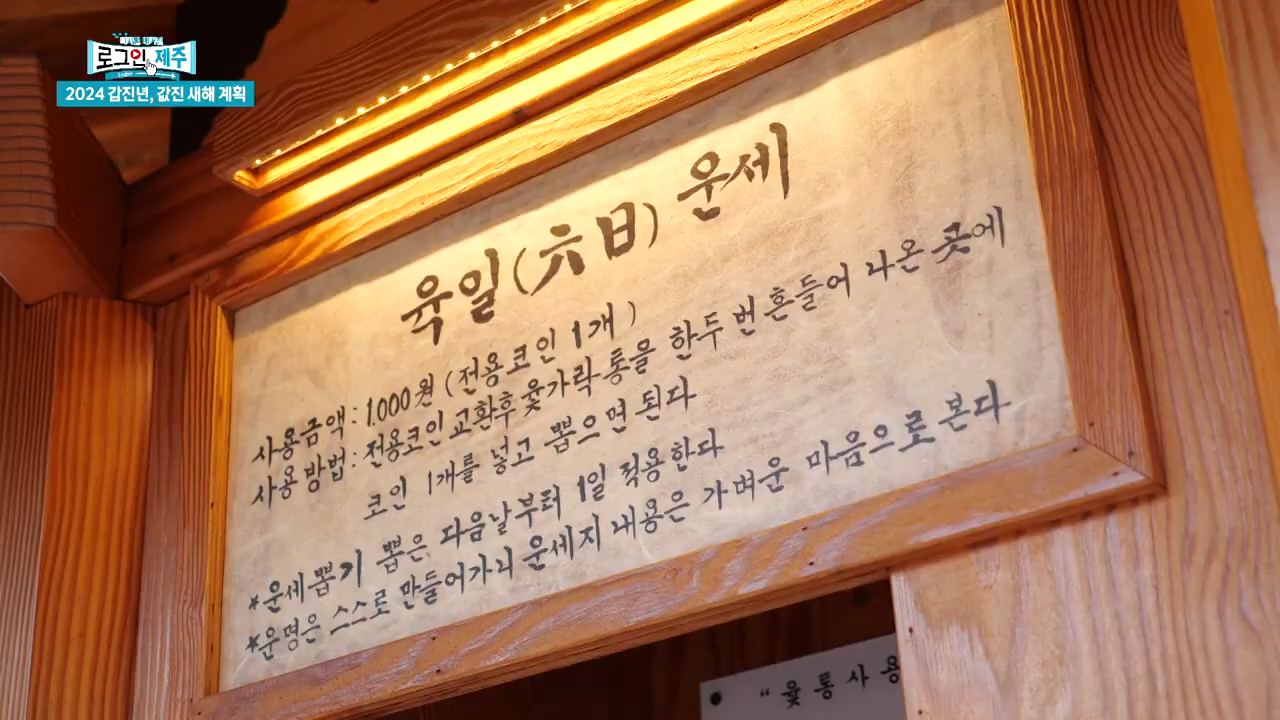 로그인 제주
2024 갑진년, 값진 새해 계획
육일(六日) 운세
사용금액: 1,000원 (전용코인 1개)
사용방법: 전용코인 교환후 윷가락통을 한두 번 흔들어 나온 곳에
코인 1개를 넣고 뽑으면 된다
*운세뽑기 뽑은 다음날부터 1일 적용한다
*운명은 스스로 만들어가니 운세지 내용은 가벼운 마음으로 본다
“윷통사용